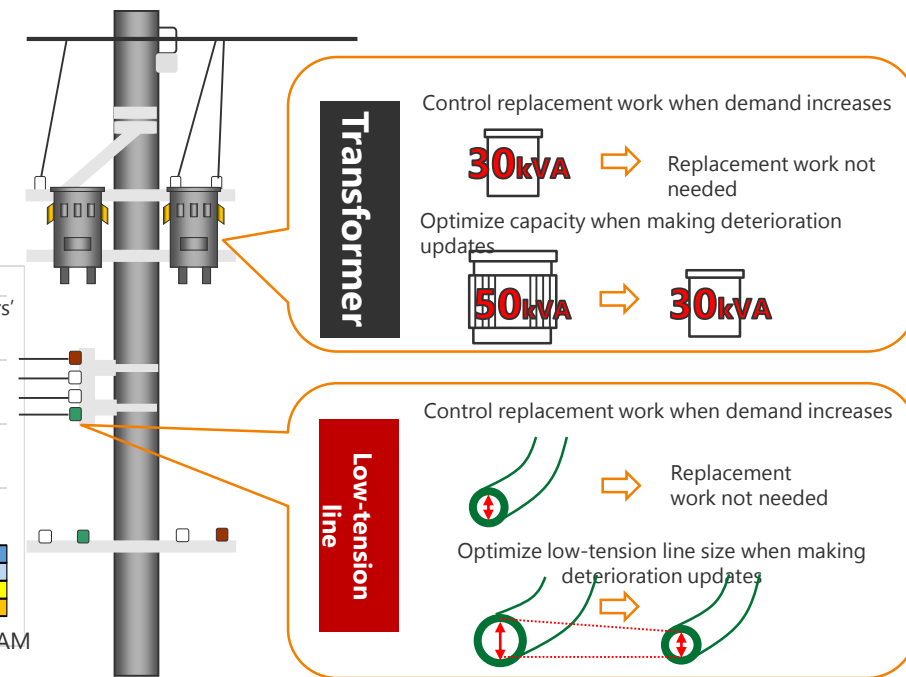 Transformer
Control replacement work when demand increases
30kVA
Replacement work not
needed
Optimize capacity when making deterioration
updates
50kVA
30kVA
rs'
Low-tension
line
Control replacement work when demand increases
Replacement
work not needed
Optimize low-tension line size when making
deterioration updates
AM